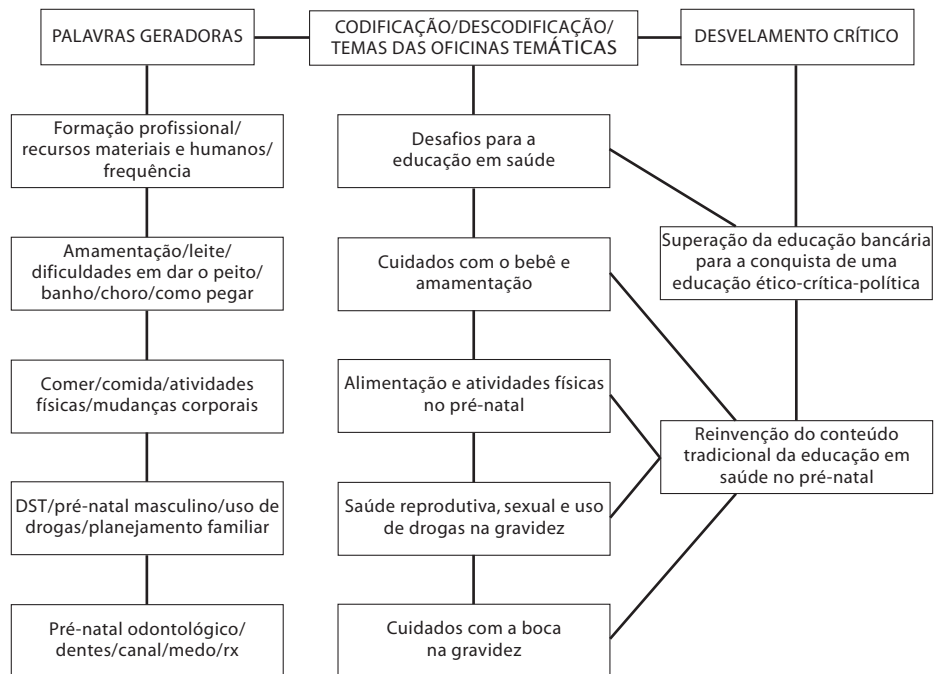 PALAVRAS GERADORAS
CODIFICAÇÃO/DESCODIFICAÇÃO/
TEMAS DAS OFICINAS TEMÁTICAS
DESVELAMENTO CRÍTICO
Formação profissional/
recursos materiais e humanos/
frequência
Desafios para a
educação em saúde
Amamentação/leite/
dificuldades em dar o peito/
banho/choro/como pegar
Cuidados com o bebê e
amamentação
Superação da educação bancária
para a conquista de uma
educação ético-crítica-política
Comer/comida/atividades
físicas/mudanças corporais
Alimentação e atividades físicas
no pré-natal
Reinvenção do conteúdo
tradicional da educação em
saúde no pré-natal
DST/pré-natal masculino/uso de
drogas/planejamento familiar
Saúde reprodutiva, sexual e uso
de drogas na gravidez
Pré-natal odontológico/
dentes/canal/medo/rx
Cuidados com a boca
na gravidez